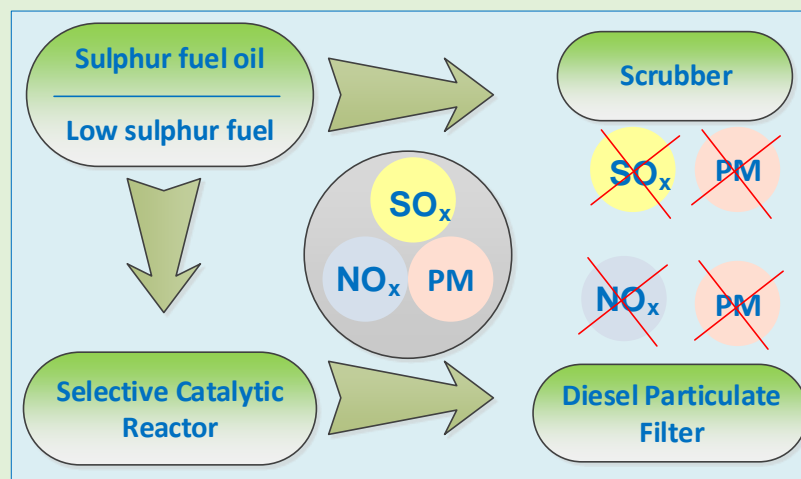 Sulphur fuel oil
Low sulphur fuel
Scrubber
SOₓ
PM
SOₓ
NOₓ
PM
NOₓ
PM
Selective Catalytic
Reactor
Diesel Particulate
Filter